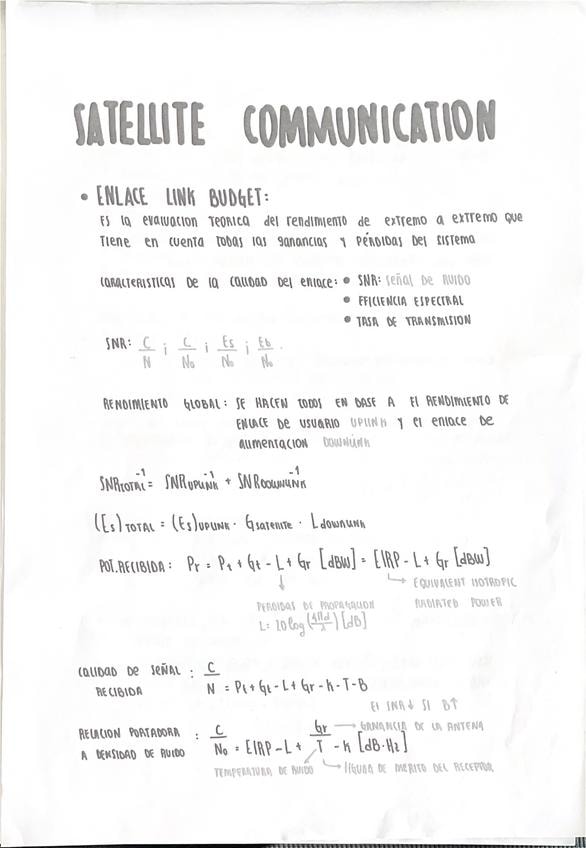 SATELLITE COMMUNICATION
• ENLACE LINK BUDGET:
ES la evaluacion TEORICA del rendimiento de extremo a extremo que
Tiene en cuenta todas las ganancias y PÉRDIDAS DEL SISTEMA
CARACTERISTICAS DE LA CALIDAD DEL ENLACE: • SNR: señal DE RUIDO
• EFICIENCIA ESPECTRAL
• TASA DE TRANSMISION
SNR: C/N ; C/No ; Es/No ; Eb/No .
RENDIMIENTO GLOBAL: SE HACEN TODOS EN BASE A El RENDIMIENTO DE
ENLACE DE USUARIO UPLINK Y el enlace DE
alimentacion DOWNLINK
SNR_TOTAL^-1 = SNR_UPLINK^-1 + SNR_DOWNLINK^-1
(Es)TOTAL = (Es)UPLINK · Gsatelite · LdownLink
POT.RECIBIDA: Pr = Pt + Gt - L + Gr [dBW] = EIRP - L + Gr [dBW]
↓ ↳ EQUIVALENT ISOTROPIC
PERDIDAS DE PROPAGACION RADIATED POWER
L = 20 log (4πd/λ) [dB]
CALIDAD DE SEÑAL : C
RECIBIDA N = Pt + Gt - L + Gr - K - T - B
El SNR↓ SI B↑
RELACION PORTADORA : C Gr → GANANCIA DE LA ANTENA
A DENSIDAD DE RUIDO No = EIRP - L + T - K [dB·Hz]
TEMPERATURA DE RUIDO ↳ FIGURA DE MERITO DEL RECEPTOR